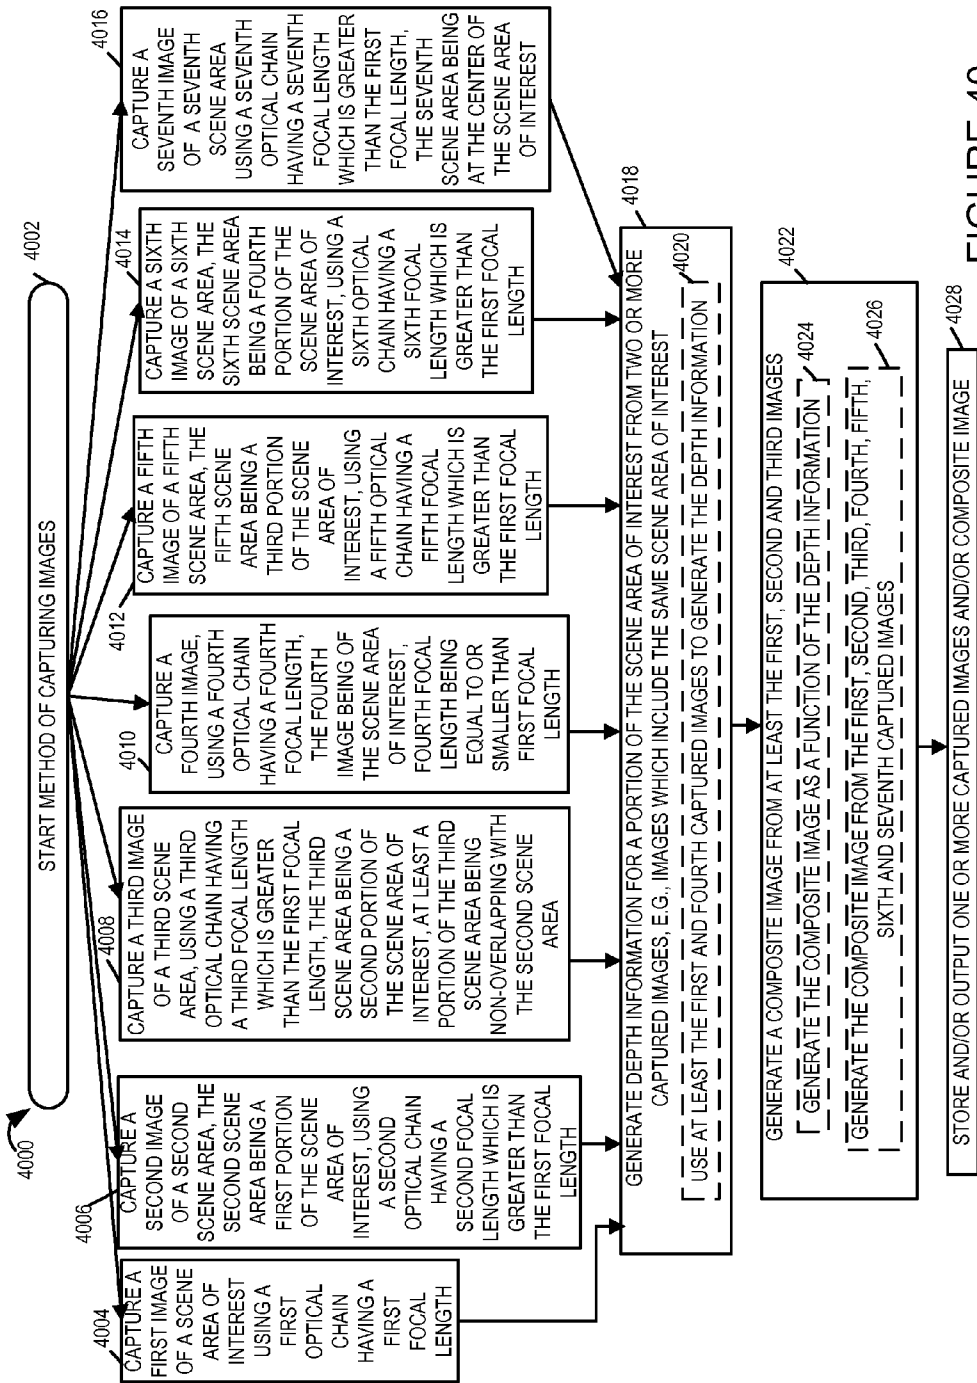 4000
START METHOD OF CAPTURING IMAGES
4002
4004
CAPTURE A
FIRST IMAGE
OF A SCENE
AREA OF
INTEREST
USING A
FIRST
OPTICAL
CHAIN
HAVING A
FIRST
FOCAL
LENGTH
4006
CAPTURE A
SECOND IMAGE
OF A SECOND
SCENE AREA, THE
SECOND SCENE
AREA BEING A
FIRST PORTION
OF THE SCENE
AREA OF
INTEREST, USING
A SECOND
OPTICAL CHAIN
HAVING A
SECOND FOCAL
LENGTH WHICH IS
GREATER THAN
THE FIRST FOCAL
LENGTH
4008
CAPTURE A THIRD IMAGE
OF A THIRD SCENE
AREA, USING A THIRD
OPTICAL CHAIN HAVING
A THIRD FOCAL LENGTH
WHICH IS GREATER
THAN THE FIRST FOCAL
LENGTH, THE THIRD
SCENE AREA BEING A
SECOND PORTION OF
THE SCENE AREA OF
INTEREST, AT LEAST A
PORTION OF THE THIRD
SCENE AREA BEING
NON-OVERLAPPING WITH
THE SECOND SCENE
AREA
4010
CAPTURE A
FOURTH IMAGE,
USING A FOURTH
OPTICAL CHAIN
HAVING A FOURTH
FOCAL LENGTH,
THE FOURTH
IMAGE BEING OF
THE SCENE AREA
OF INTEREST,
FOURTH FOCAL
LENGTH BEING
EQUAL TO OR
SMALLER THAN
FIRST FOCAL
LENGTH
4012
CAPTURE A FIFTH
IMAGE OF A FIFTH
SCENE AREA, THE
FIFTH SCENE
AREA BEING A
THIRD PORTION
OF THE SCENE
AREA OF
INTEREST, USING
A FIFTH OPTICAL
CHAIN HAVING A
FIFTH FOCAL
LENGTH WHICH IS
GREATER THAN
THE FIRST FOCAL
LENGTH
4014
CAPTURE A SIXTH
IMAGE OF A SIXTH
SCENE AREA, THE
SIXTH SCENE AREA
BEING A FOURTH
PORTION OF THE
SCENE AREA OF
INTEREST, USING A
SIXTH OPTICAL
CHAIN HAVING A
SIXTH FOCAL
LENGTH WHICH IS
GREATER THAN
THE FIRST FOCAL
LENGTH
4016
CAPTURE A
SEVENTH IMAGE
OF A SEVENTH
SCENE AREA
USING A SEVENTH
OPTICAL CHAIN
HAVING A SEVENTH
FOCAL LENGTH
WHICH IS GREATER
THAN THE FIRST
FOCAL LENGTH,
THE SEVENTH
SCENE AREA BEING
AT THE CENTER OF
THE SCENE AREA
OF INTEREST
4018
GENERATE DEPTH INFORMATION FOR A PORTION OF THE SCENE AREA OF INTEREST FROM TWO OR MORE
CAPTURED IMAGES, E.G., IMAGES WHICH INCLUDE THE SAME SCENE AREA OF INTEREST
4020
USE AT LEAST THE FIRST AND FOURTH CAPTURED IMAGES TO GENERATE THE DEPTH INFORMATION
4022
GENERATE A COMPOSITE IMAGE FROM AT LEAST THE FIRST, SECOND AND THIRD IMAGES
4024
GENERATE THE COMPOSITE IMAGE AS A FUNCTION OF THE DEPTH INFORMATION
4026
GENERATE THE COMPOSITE IMAGE FROM THE FIRST, SECOND, THIRD, FOURTH, FIFTH,
SIXTH AND SEVENTH CAPTURED IMAGES
4028
STORE AND/OR OUTPUT ONE OR MORE CAPTURED IMAGES AND/OR COMPOSITE IMAGE
FIGURE 40